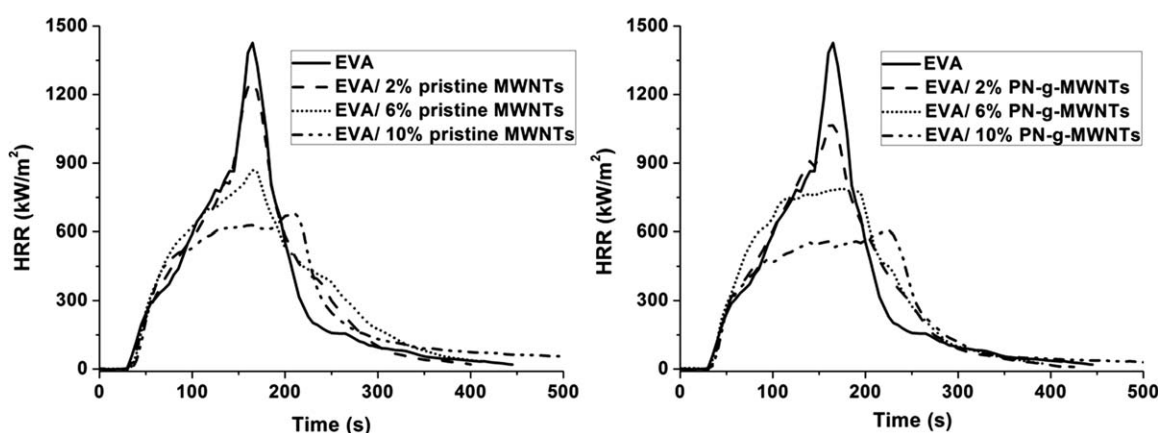 1500
1200
900
600
300
0
HRR (kW/m²)
EVA
EVA/ 2% pristine MWNTs
EVA/ 6% pristine MWNTs
EVA/ 10% pristine MWNTs
0 100 200 300 400 500
Time (s)
1500
1200
900
600
300
0
HRR (kW/m²)
EVA
EVA/ 2% PN-g-MWNTs
EVA/ 6% PN-g-MWNTs
EVA/ 10% PN-g-MWNTs
0 100 200 300 400 500
Time (s)